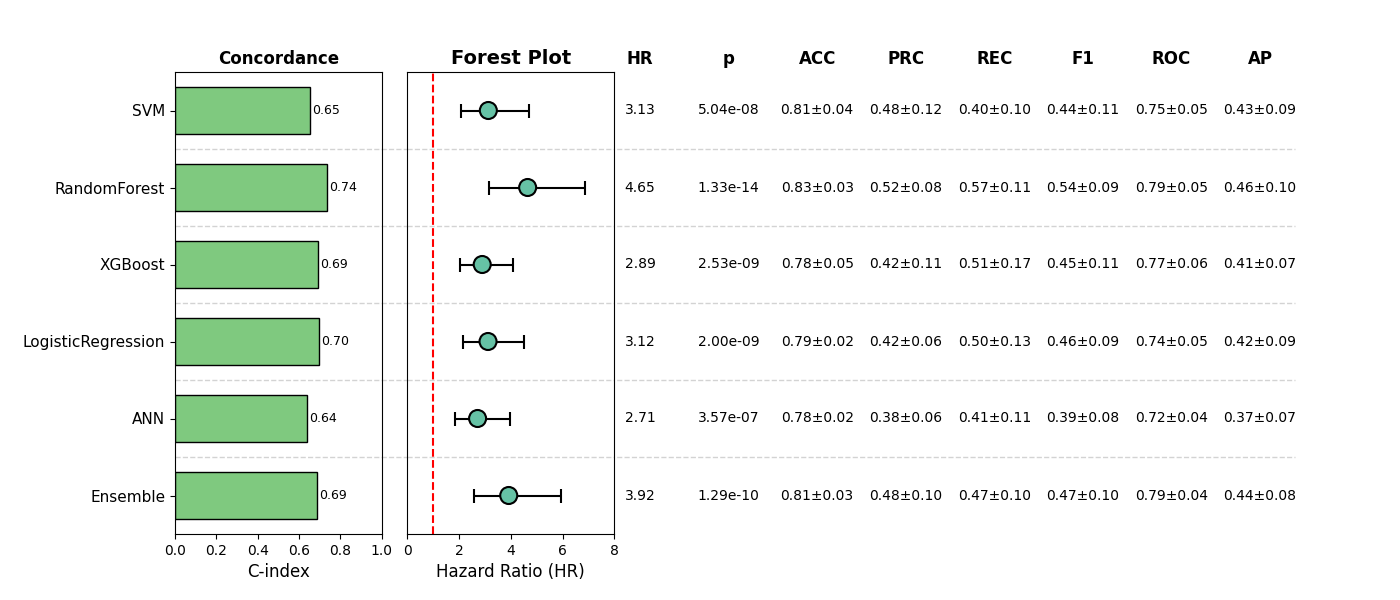 Concordance Forest Plot HR p ACC PRC REC F1 ROC AP
SVM 0.65 3.13 5.04e-08 0.81±0.04 0.48±0.12 0.40±0.10 0.44±0.11 0.75±0.05 0.43±0.09
RandomForest 0.74 4.65 1.33e-14 0.83±0.03 0.52±0.08 0.57±0.11 0.54±0.09 0.79±0.05 0.46±0.10
XGBoost 0.69 2.89 2.53e-09 0.78±0.05 0.42±0.11 0.51±0.17 0.45±0.11 0.77±0.06 0.41±0.07
LogisticRegression 0.70 3.12 2.00e-09 0.79±0.02 0.42±0.06 0.50±0.13 0.46±0.09 0.74±0.05 0.42±0.09
ANN 0.64 2.71 3.57e-07 0.78±0.02 0.38±0.06 0.41±0.11 0.39±0.08 0.72±0.04 0.37±0.07
Ensemble 0.69 3.92 1.29e-10 0.81±0.03 0.48±0.10 0.47±0.10 0.47±0.10 0.79±0.04 0.44±0.08
0.0 0.2 0.4 0.6 0.8 1.0 0 2 4 6 8
C-index Hazard Ratio (HR)